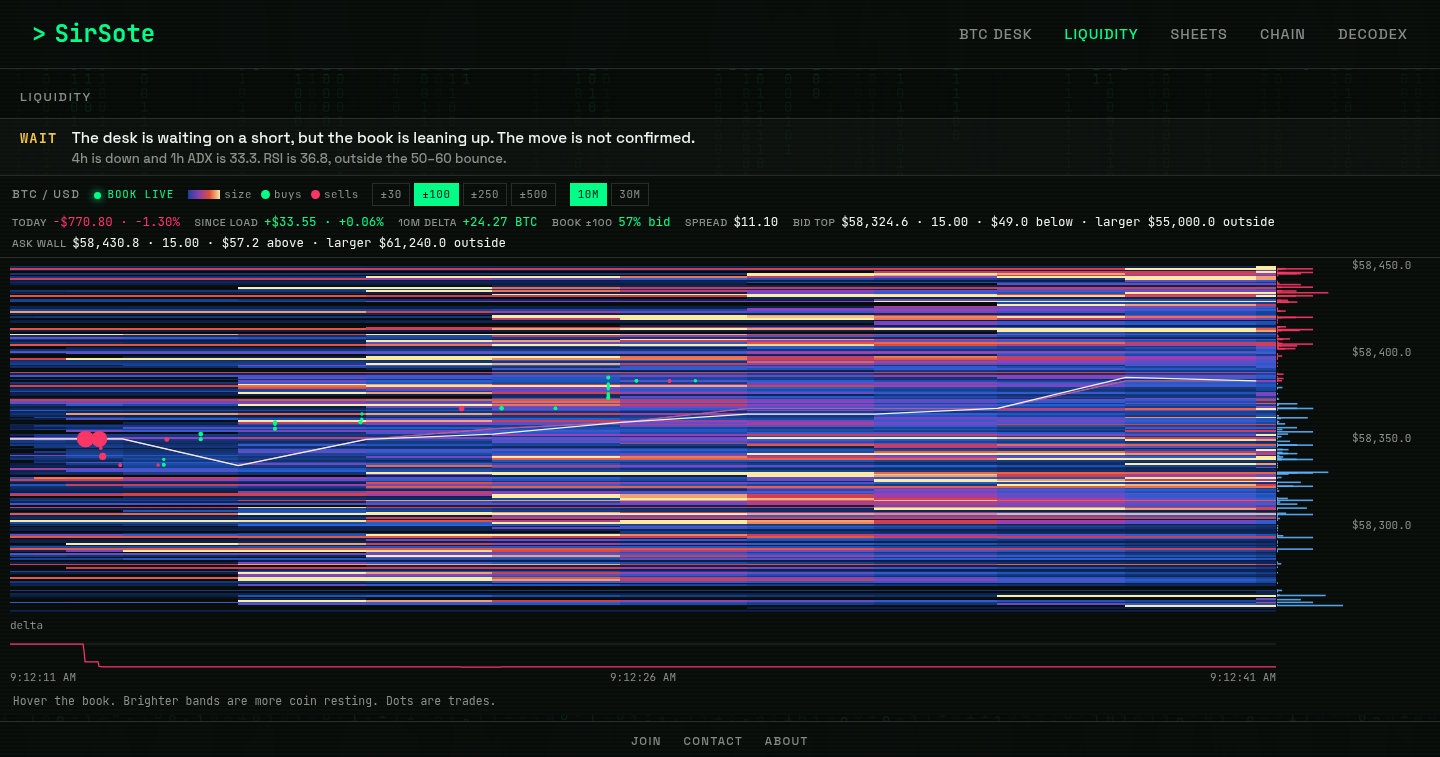 > SirSote
BTC DESK LIQUIDITY SHEETS CHAIN DECODEX
LIQUIDITY
WAIT The desk is waiting on a short, but the book is leaning up. The move is not confirmed.
4h is down and 1h ADX is 33.3. RSI is 36.8, outside the 50–60 bounce.
BTC / USD BOOK LIVE size buys sells ±30 ±100 ±250 ±500 10M 30M
TODAY -$770.80 · -1.30% SINCE LOAD +$33.55 · +0.06% 10M DELTA +24.27 BTC BOOK ±100 57% bid SPREAD $11.10 BID TOP $58,324.6 · 15.00 · $49.0 below · larger $55,000.0 outside
ASK WALL $58,430.8 · 15.00 · $57.2 above · larger $61,240.0 outside
$58,450.0
$58,400.0
$58,350.0
$58,300.0
delta
9:12:11 AM 9:12:26 AM 9:12:41 AM
Hover the book. Brighter bands are more coin resting. Dots are trades.
JOIN CONTACT ABOUT